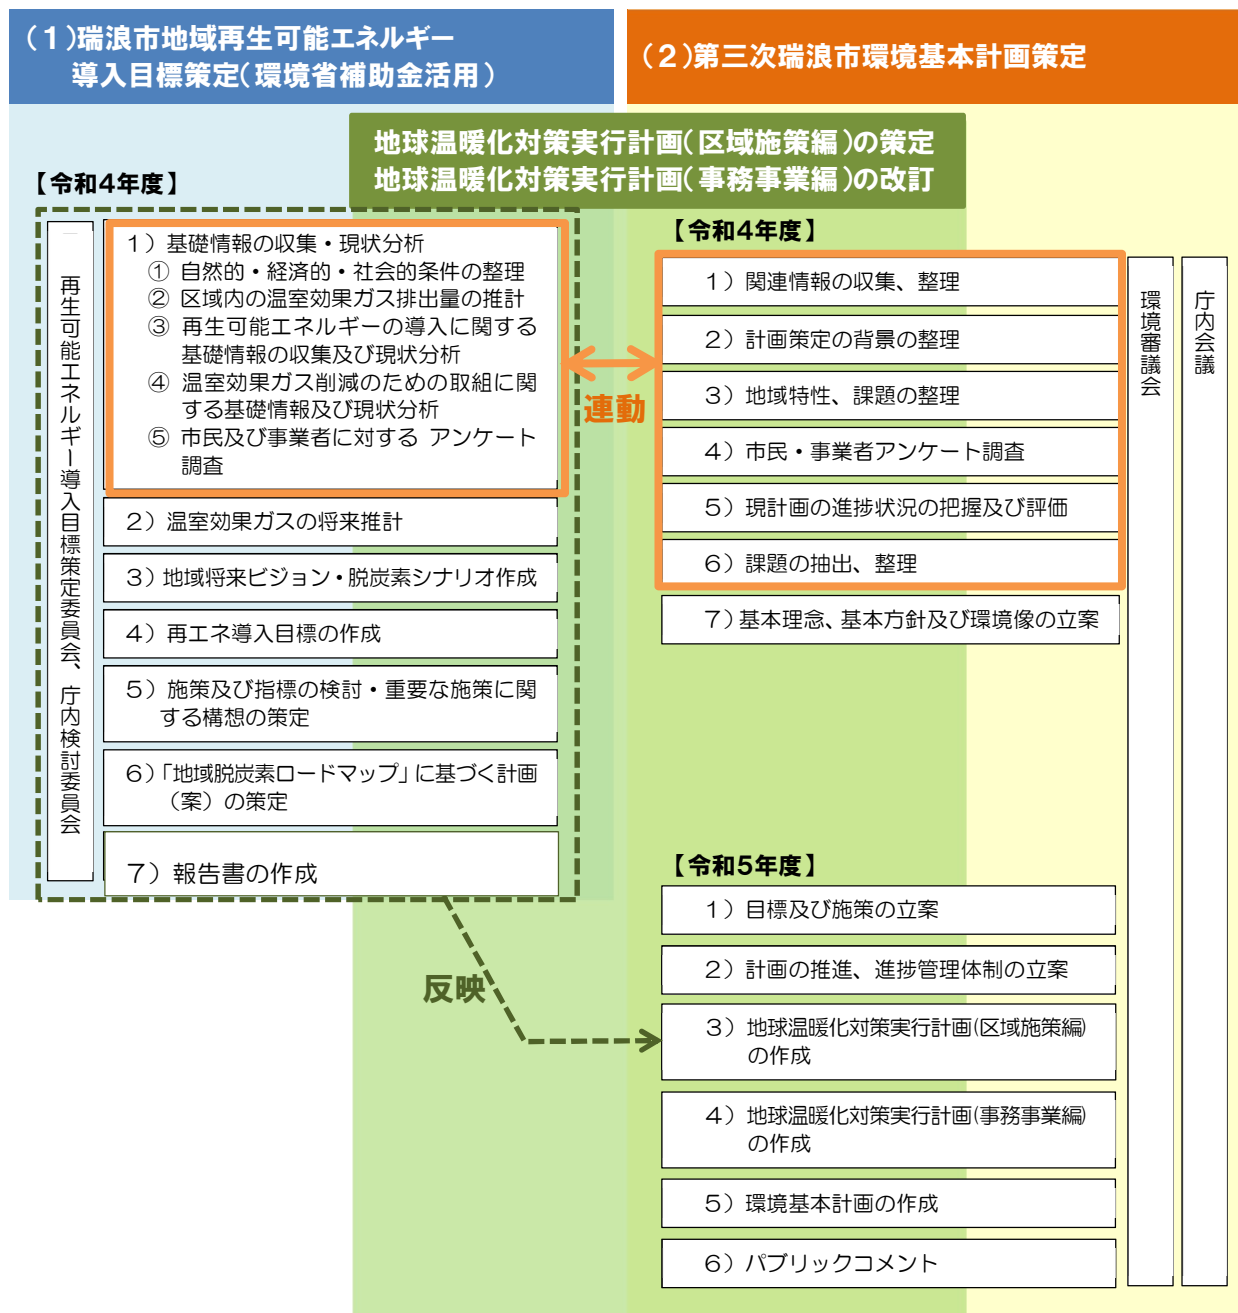 (1)瑞浪市地域再生可能エネルギー
導入目標策定(環境省補助金活用)
(2)第三次瑞浪市環境基本計画策定
地球温暖化対策実行計画(区域施策編)の策定
地球温暖化対策実行計画(事務事業編)の改訂
【令和4年度】
再生可能エネルギー導入目標策定委員会、庁内検討委員会
1)基礎情報の収集・現状分析
① 自然的・経済的・社会的条件の整理
② 区域内の温室効果ガス排出量の推計
③ 再生可能エネルギーの導入に関する
基礎情報の収集及び現状分析
④ 温室効果ガス削減のための取組に関
する基礎情報及び現状分析
⑤ 市民及び事業者に対する アンケート
調査
2)温室効果ガスの将来推計
3)地域将来ビジョン・脱炭素シナリオ作成
4)再エネ導入目標の作成
5)施策及び指標の検討・重要な施策に関
する構想の策定
6)「地域脱炭素ロードマップ」に基づく計画
(案)の策定
7)報告書の作成
連動
反映
【令和4年度】
1)関連情報の収集、整理
2)計画策定の背景の整理
3)地域特性、課題の整理
4)市民・事業者アンケート調査
5)現計画の進捗状況の把握及び評価
6)課題の抽出、整理
7)基本理念、基本方針及び環境像の立案
【令和5年度】
1)目標及び施策の立案
2)計画の推進、進捗管理体制の立案
3)地球温暖化対策実行計画(区域施策編)
の作成
4)地球温暖化対策実行計画(事務事業編)
の作成
5)環境基本計画の作成
6)パブリックコメント
環境審議会
庁内会議